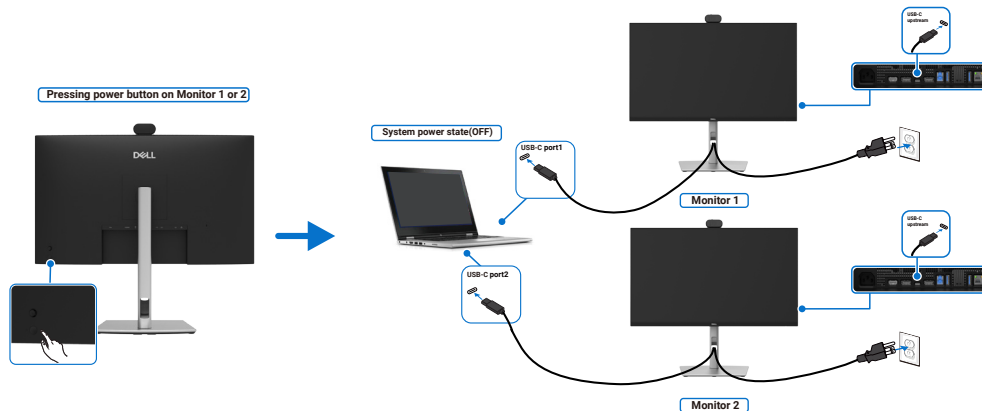 Pressing power button on Monitor 1 or 2
DELL
System power state(OFF)
USB-C port1
USB-C
upstream
Monitor 1
USB-C port2
USB-C
upstream
Monitor 2